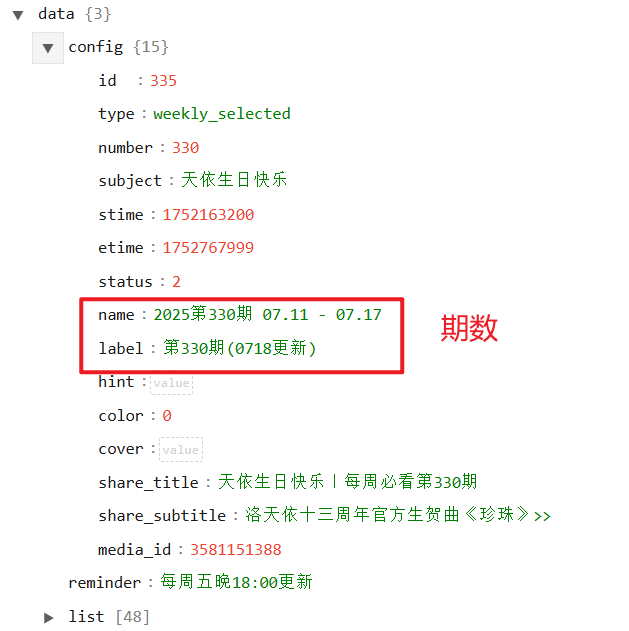 data {3}
config {15}
id : 335
type : weekly_selected
number : 330
subject : 天依生日快乐
stime : 1752163200
etime : 1752767999
status : 2
name : 2025第330期 07.11 - 07.17
label : 第330期(0718更新)
期数
hint : value
color : 0
cover : value
share_title : 天依生日快乐丨每周必看第330期
share_subtitle : 洛天依十三周年官方生贺曲《珍珠》>>
media_id : 3581151388
reminder : 每周五晚18:00更新
list [48]